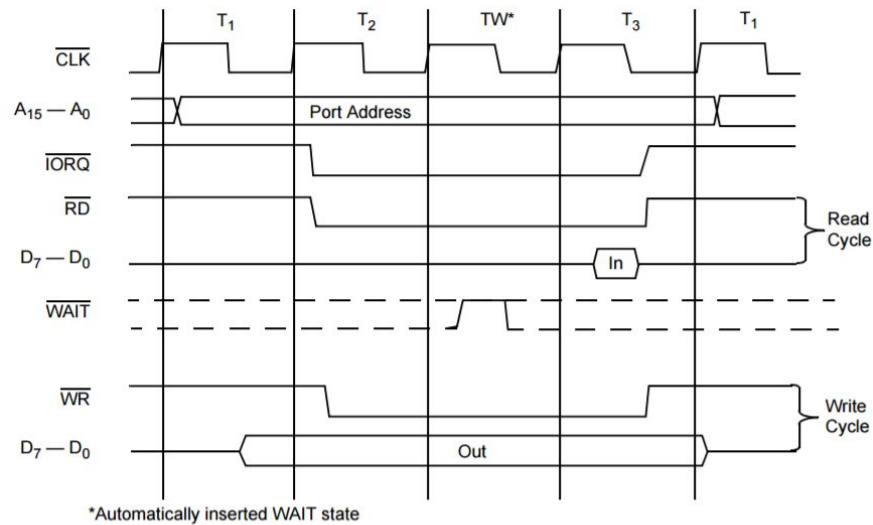 T₁ T₂ TW* T₃ T₁
CLK
A₁₅ — A₀ Port Address
IORQ
RD
Read
Cycle
D₇ — D₀ In
WAIT
WR
Write
Cycle
D₇ — D₀ Out
*Automatically inserted WAIT state